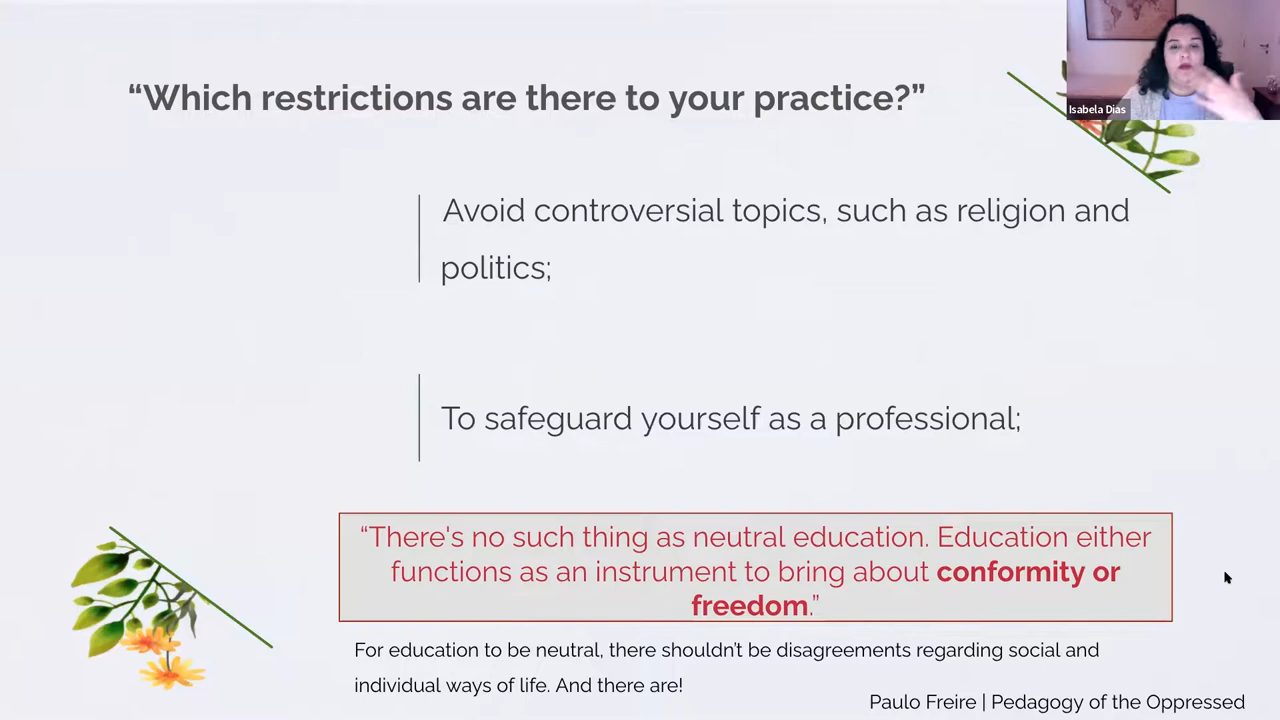 “Which restrictions are there to your practice?”
Isabela Dias
Avoid controversial topics, such as religion and
politics;
To safeguard yourself as a professional;
“There's no such thing as neutral education. Education either
functions as an instrument to bring about conformity or
freedom.”
For education to be neutral, there shouldn’t be disagreements regarding social and
individual ways of life. And there are!
Paulo Freire | Pedagogy of the Oppressed